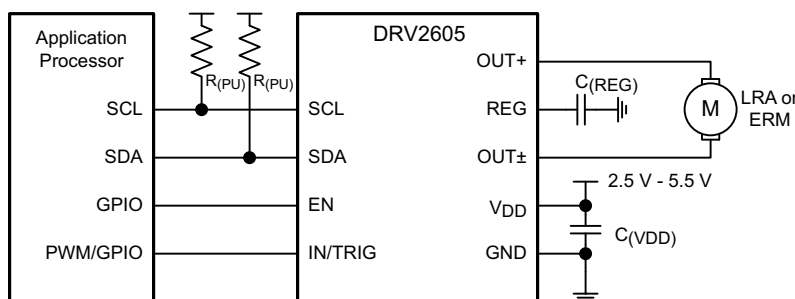 Application
Processor
SCL
SDA
GPIO
PWM/GPIO
R(PU)
R(PU)
DRV2605
SCL
SDA
EN
IN/TRIG
OUT+
REG
OUT±
VDD
GND
C(REG)
M
LRA or
ERM
2.5 V - 5.5 V
C(VDD)